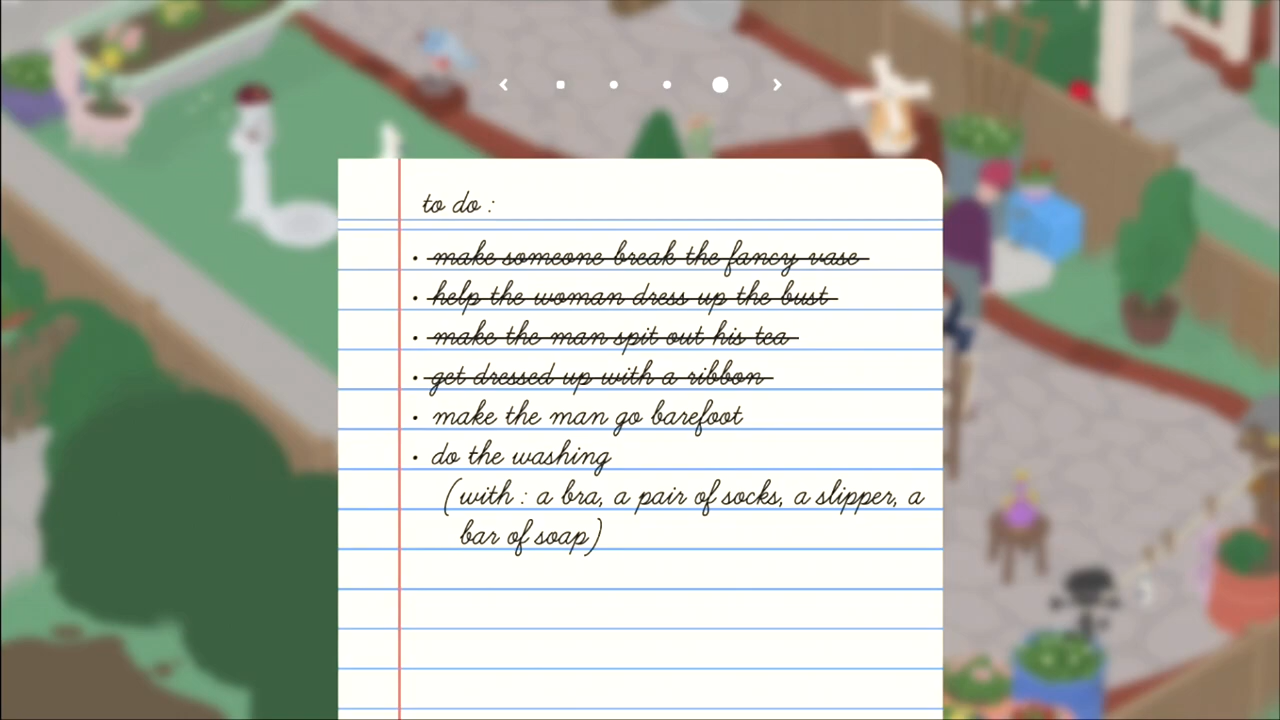 to do :
• make someone break the fancy vase
• help the woman dress up the bust
• make the man spit out his tea
• get dressed up with a ribbon
• make the man go barefoot
• do the washing
(with : a bra, a pair of socks, a slipper, a
bar of soap)